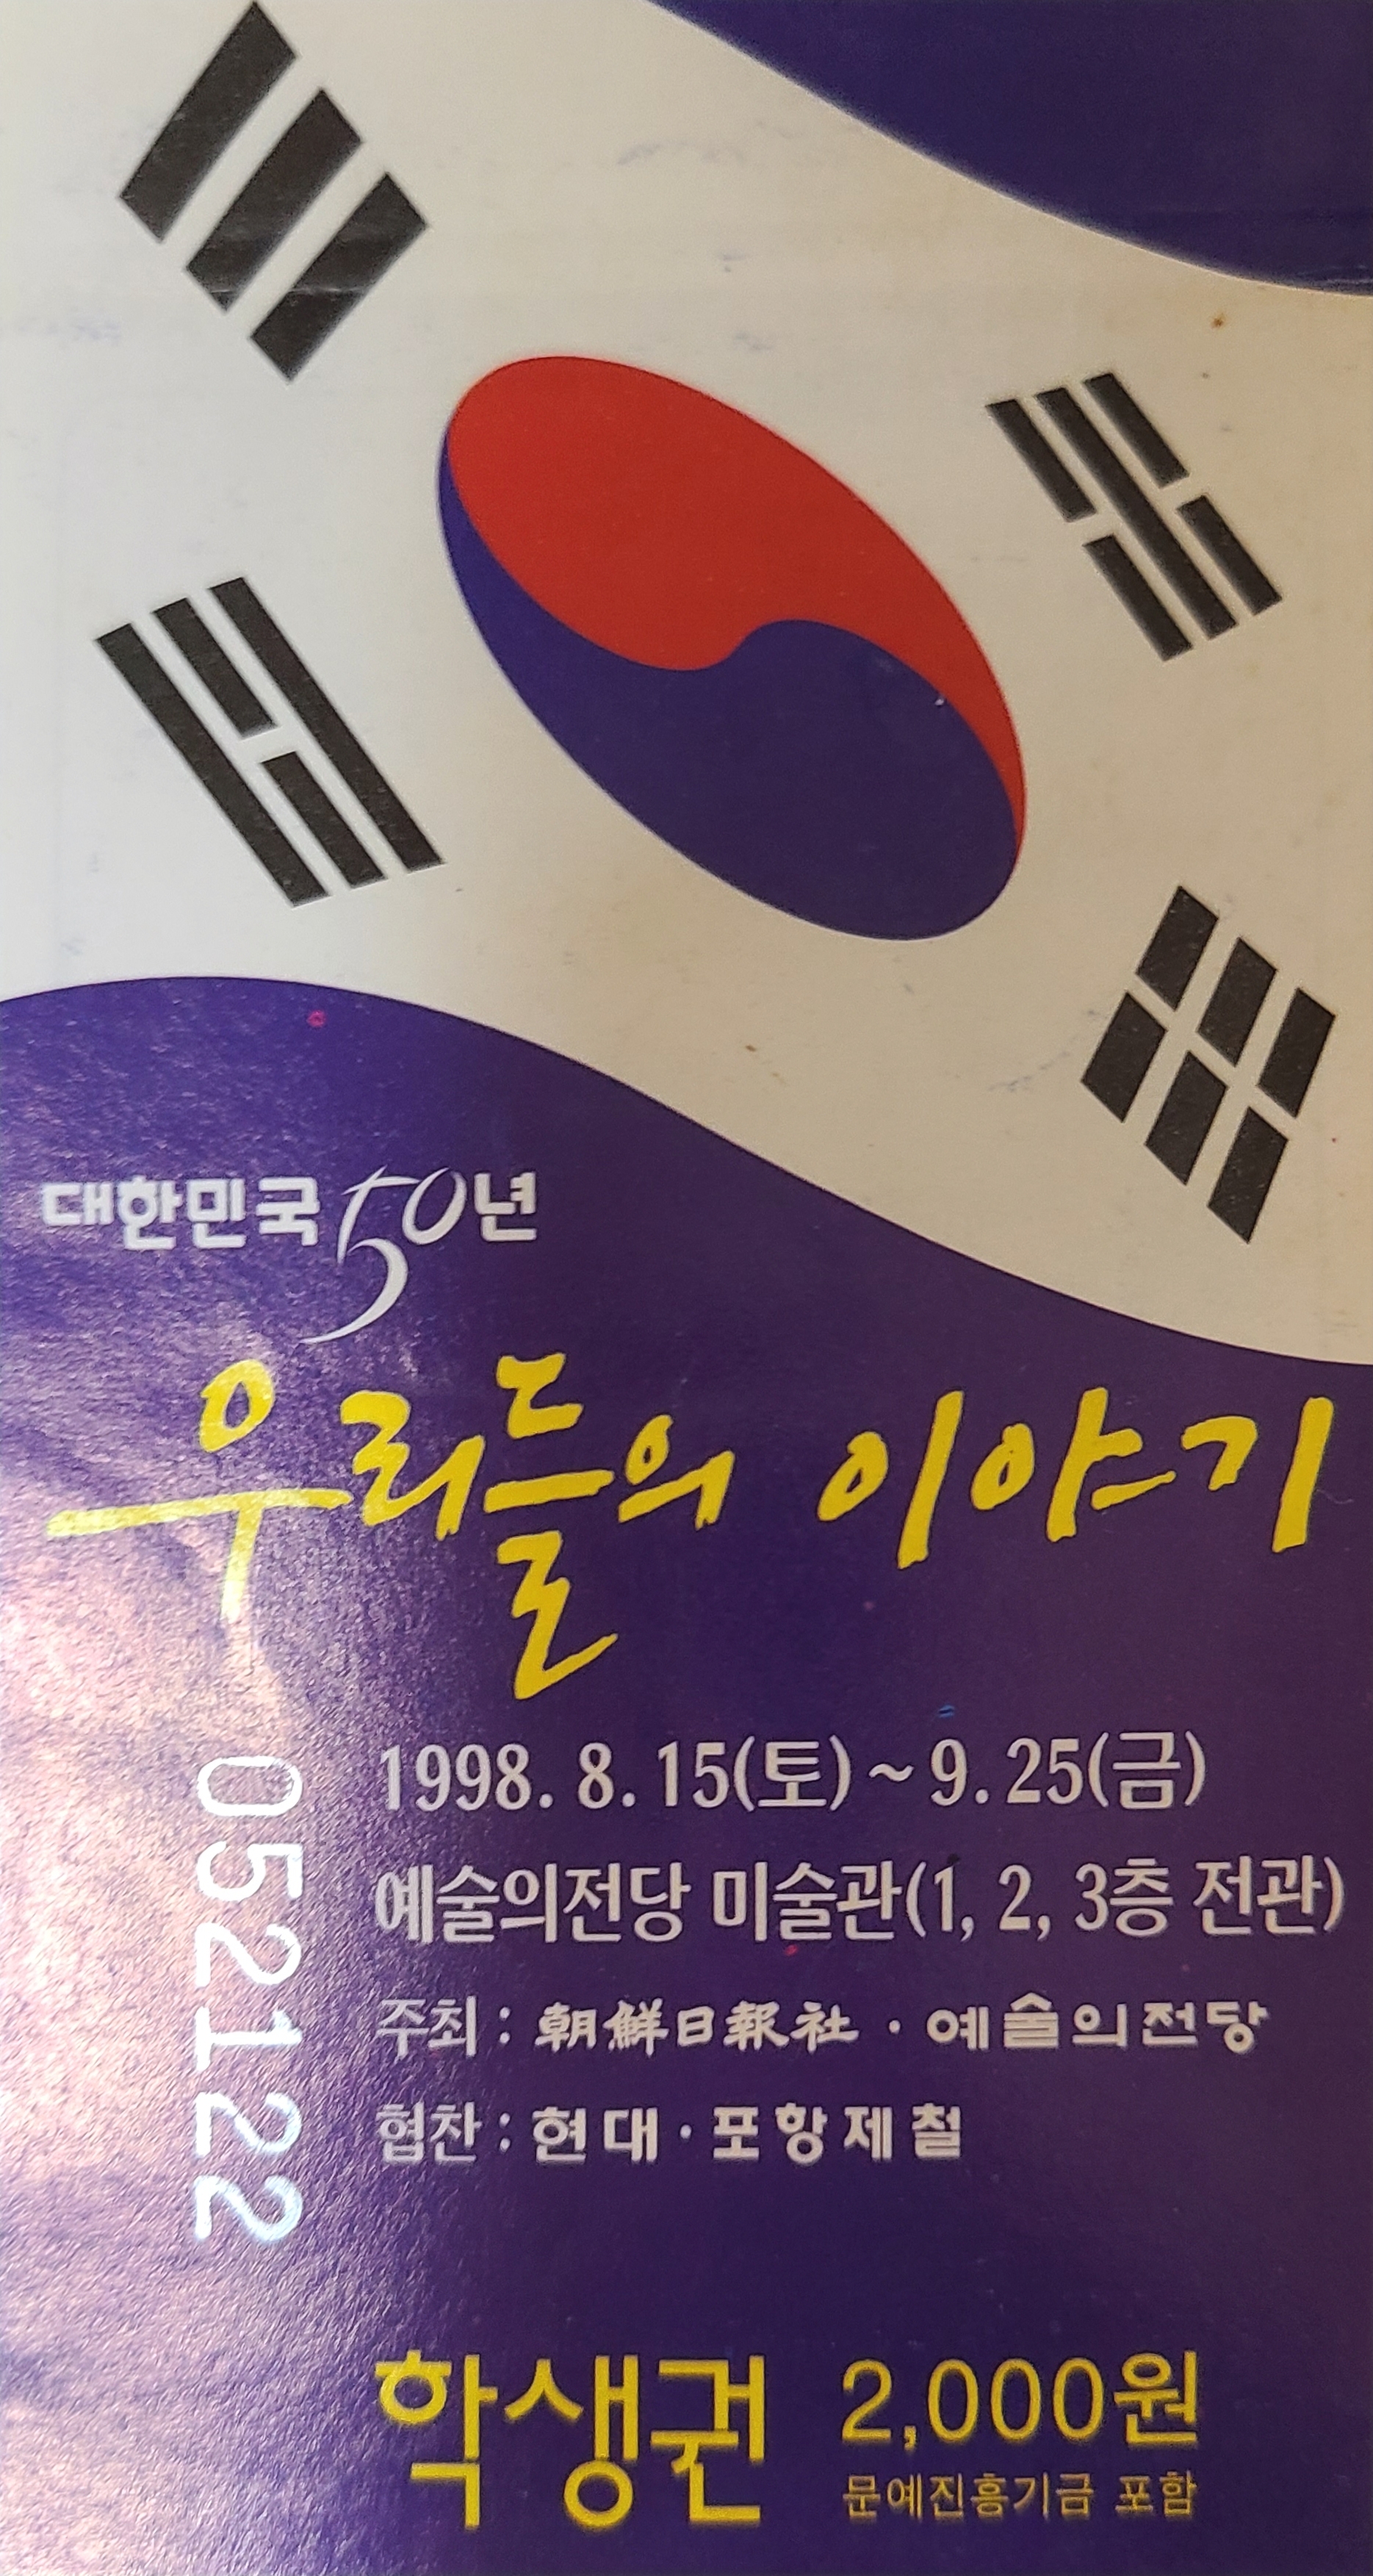 대한민국 50년
우리들의 이야기
052122
1998. 8. 15(토) ~ 9. 25(금)
예술의전당 미술관(1, 2, 3층 전관)
주최 : 朝鮮日報社 · 예술의전당
협찬 : 현대 · 포항제철
학생권 2,000원
문예진흥기금 포함